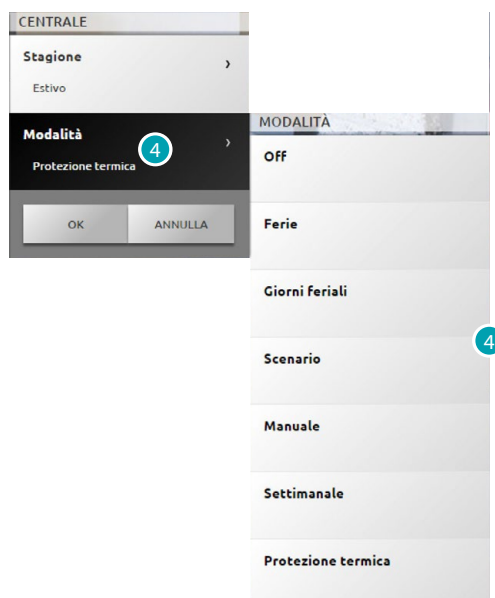 CENTRALE
Stagione
›
Estivo
Modalità
4
›
Protezione termica
OK ANNULLA
MODALITÀ
Off
Ferie
Giorni feriali
4
Scenario
Manuale
Settimanale
Protezione termica